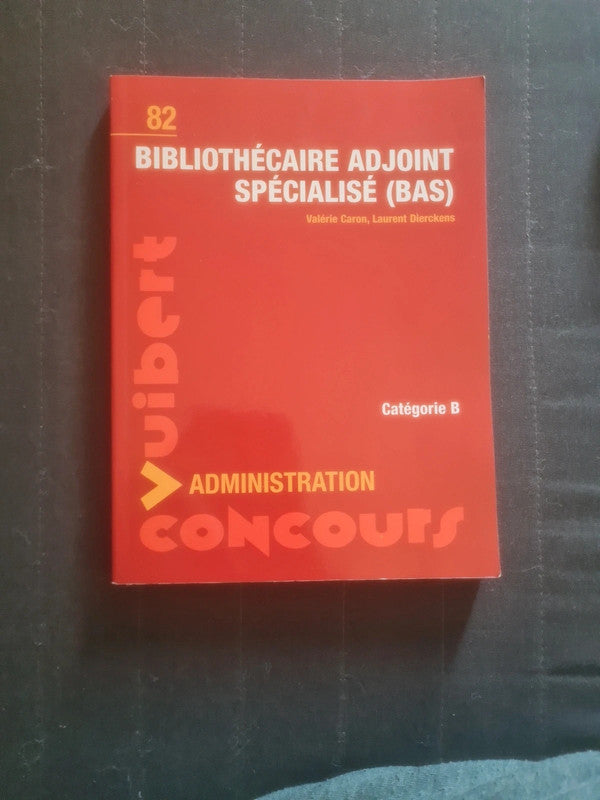 82
BIBLIOTHÉCAIRE ADJOINT
SPÉCIALISÉ (BAS)
Valérie Caron, Laurent Dierckens
Vuibert
Catégorie B
ADMINISTRATION
CONCOURS